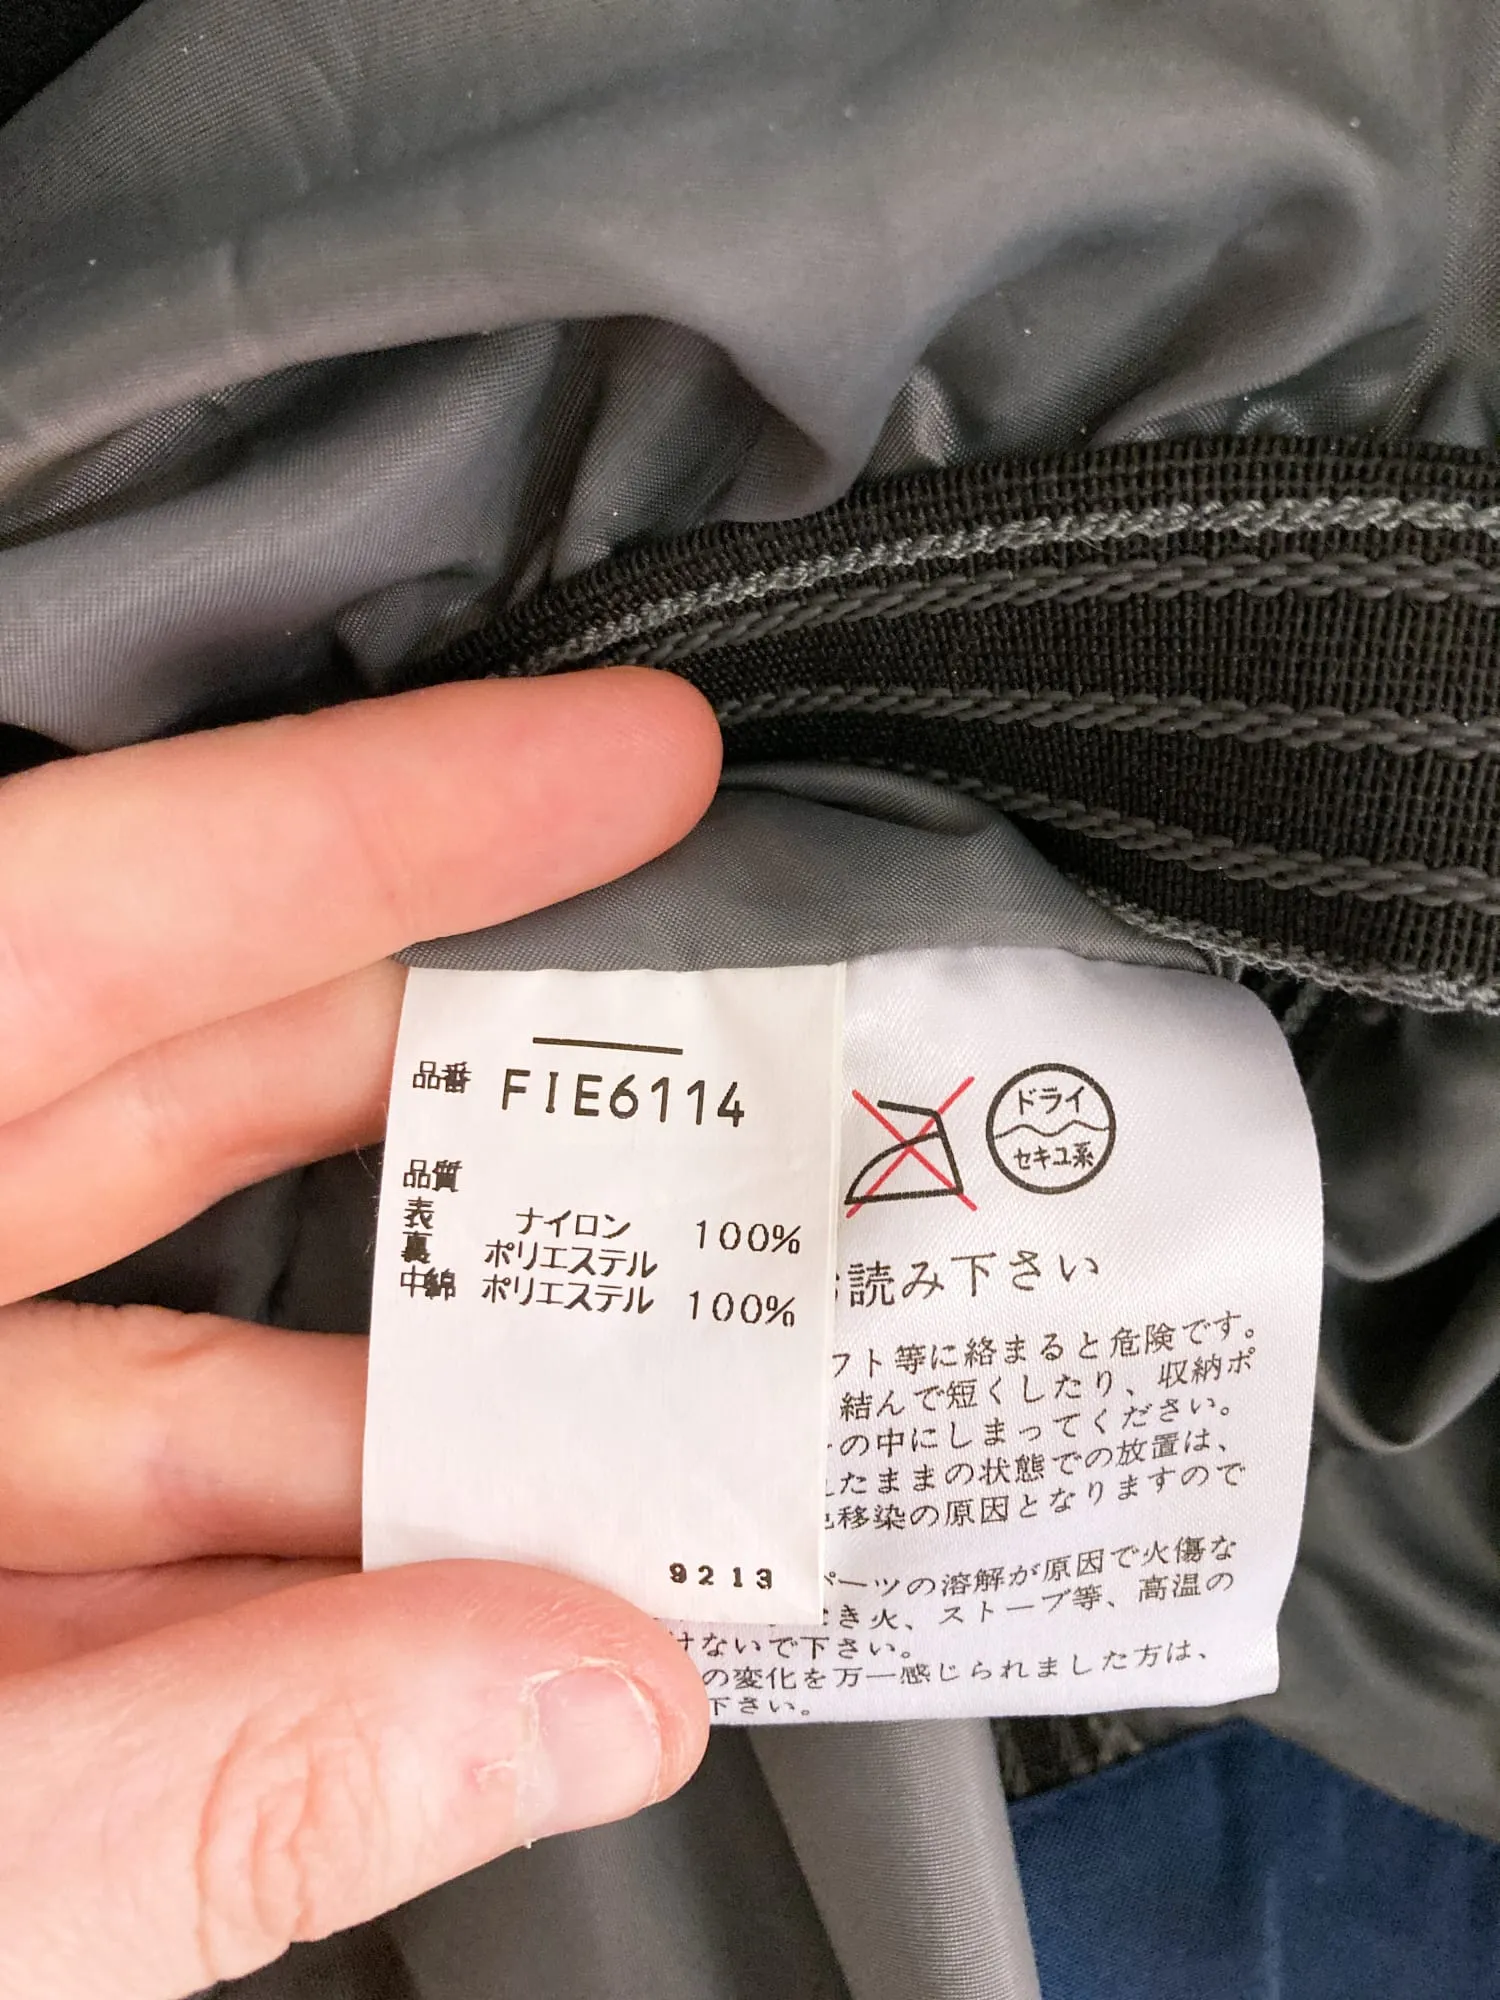 品番 FIE6114
品質
表 ナイロン 100%
裏 ポリエステル
中綿 ポリエステル 100%
9213
ドライ
セキユ系
読み下さい
フト等に絡まると危険です。
結んで短くしたり、収納ポ
の中にしまってください。
たままの状態での放置は、
移染の原因となりますので
パーツの溶解が原因で火傷な
き火、ストーブ等、高温の
けないで下さい。
の変化を万一感じられました方は、
下さい。